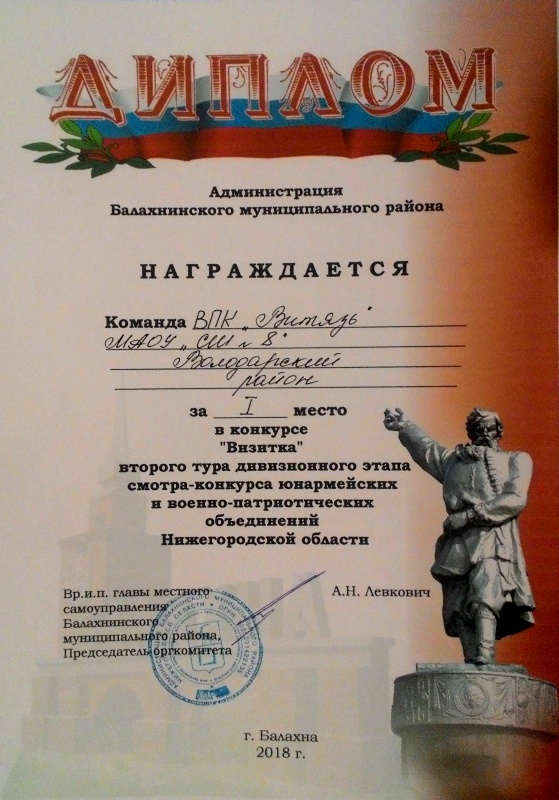 ДИПЛОМ
Администрация
Балахнинского муниципального района
НАГРАЖДАЕТСЯ
Команда ВПК „Витязь"
МАОУ „СШ № 8"
Володарский
район
за I место
в конкурсе
"Визитка"
второго тура дивизионного этапа
смотра-конкурса юнармейских
и военно-патриотических
объединений
Нижегородской области
Вр.и.п. главы местного
самоуправления
Балахнинского
муниципального района,
Председатель оргкомитета
А.Н. Левкович
г. Балахна
2018 г.